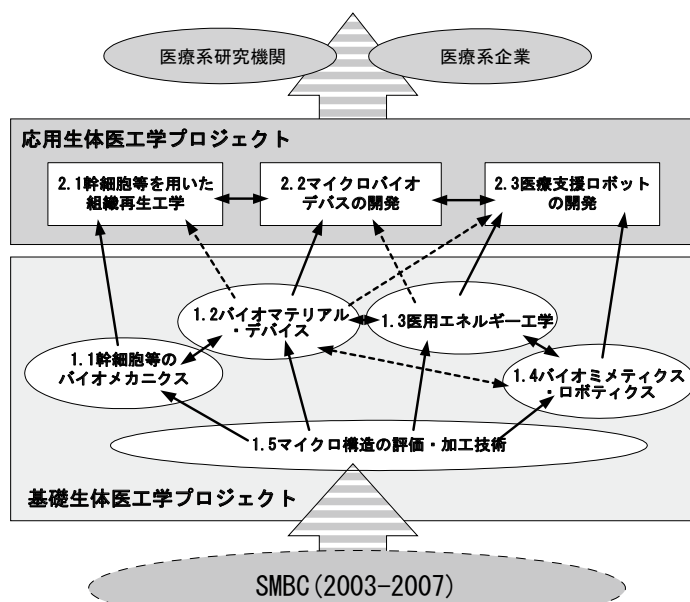 医療系研究機関
医療系企業
応用生体医工学プロジェクト
2.1幹細胞等を用いた
組織再生工学
2.2マイクロバイオ
デバスの開発
2.3医療支援ロボット
の開発
1.2バイオマテリアル
・デバイス
1.3医用エネルギー工学
1.1幹細胞等の
バイオメカニクス
1.4バイオミメティクス
・ロボティクス
1.5マイクロ構造の評価・加工技術
基礎生体医工学プロジェクト
SMBC(2003-2007)